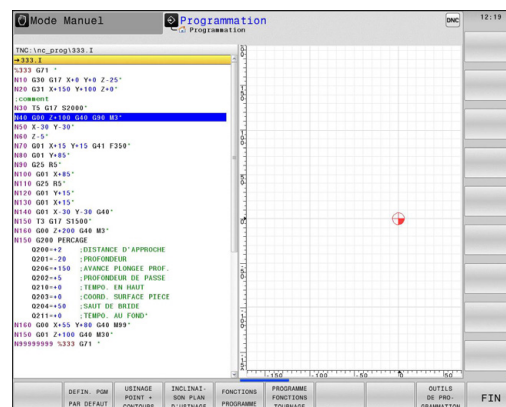 Mode Manuel
Programmation
Programmation
DNC
12:19
TNC:\nc_prog\333.I
→333.I
%333 G71 *
N10 G30 G17 X+0 Y+0 Z-25*
N20 G31 X+150 Y+100 Z+0*
;comment
N30 T5 G17 S2000*
N40 G00 Z+100 G40 G90 M3*
N50 X-30 Y-30*
N60 Z-5*
N70 G01 X+15 Y+15 G41 F350*
N80 G01 Y+85*
N90 G25 R5*
N100 G01 X+85*
N110 G25 R5*
N120 G01 Y+15*
N130 G01 X+15*
N140 G01 X-30 Y-30 G40*
N150 T3 G17 S1500*
N160 G00 Z+200 G40 M3*
N150 G200 PERCAGE
Q200=+2 ;DISTANCE D'APPROCHE
Q201=-20 ;PROFONDEUR
Q206=+150 ;AVANCE PLONGEE PROF.
Q202=+5 ;PROFONDEUR DE PASSE
Q210=+0 ;TEMPO. EN HAUT
Q203=+0 ;COORD. SURFACE PIECE
Q204=+50 ;SAUT DE BRIDE
Q211=+0 ;TEMPO. AU FOND*
N160 G00 X+55 Y+80 G40 M99*
N150 G01 Z+100 G40 M30*
N99999999 %333 G71 *
-150
-100
-50
0
50
DEFIN. PGM
PAR DEFAUT
USINAGE
POINT +
CONTOURS
INCLINAI-
SON PLAN
D'USINAGE
FONCTIONS
PROGRAMME
PROGRAMME
FONCTIONS
TOURNAGE
OUTILS
DE PRO-
GRAMMATION
FIN